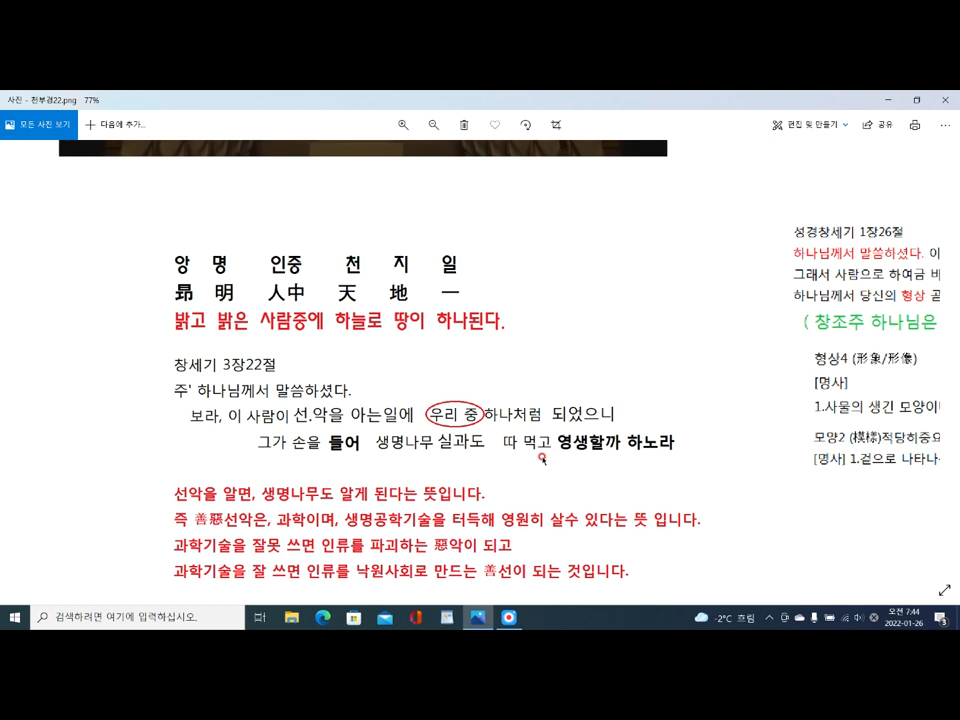 사진 - 천부경22.png 77%
모든 사진 보기 다음에 추가... 편집 및 만들기 공유
앙 명 인중 천 지 일
昻 明 人中 天 地 一
밝고 밝은 사람중에 하늘로 땅이 하나된다.
창세기 3장22절
주' 하나님께서 말씀하셨다.
보라, 이 사람이 선.악을 아는일에 우리 중 하나처럼 되었으니
그가 손을 들어 생명나무 실과도 따 먹고 영생할까 하노라
선악을 알면, 생명나무도 알게 된다는 뜻입니다.
즉 善惡선악은, 과학이며, 생명공학기술을 터득해 영원히 살수 있다는 뜻 입니다.
과학기술을 잘못 쓰면 인류를 파괴하는 惡악이 되고
과학기술을 잘 쓰면 인류를 낙원사회로 만드는 善선이 되는 것입니다.
성경창세기 1장26절
하나님께서 말씀하셨다. 이
그래서 사람으로 하여금 바
하나님께서 당신의 형상 곧
( 창조주 하나님은
형상4 (形象/形像)
[명사]
1.사물의 생긴 모양이
모양2 (模樣)적당히중요
[명사] 1.겉으로 나타나
검색하려면 여기에 입력하십시오.
-2°C 흐림
오전 7:44
2022-01-26
3